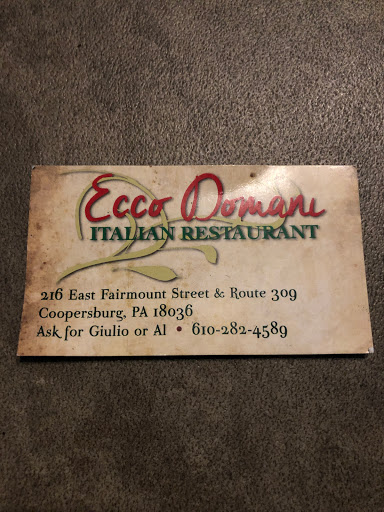 Ecco Domani
ITALIAN RESTAURANT
216 East Fairmount Street & Route 309
Coopersburg, PA 18036
Ask for Giulio or Al • 610-282-4589